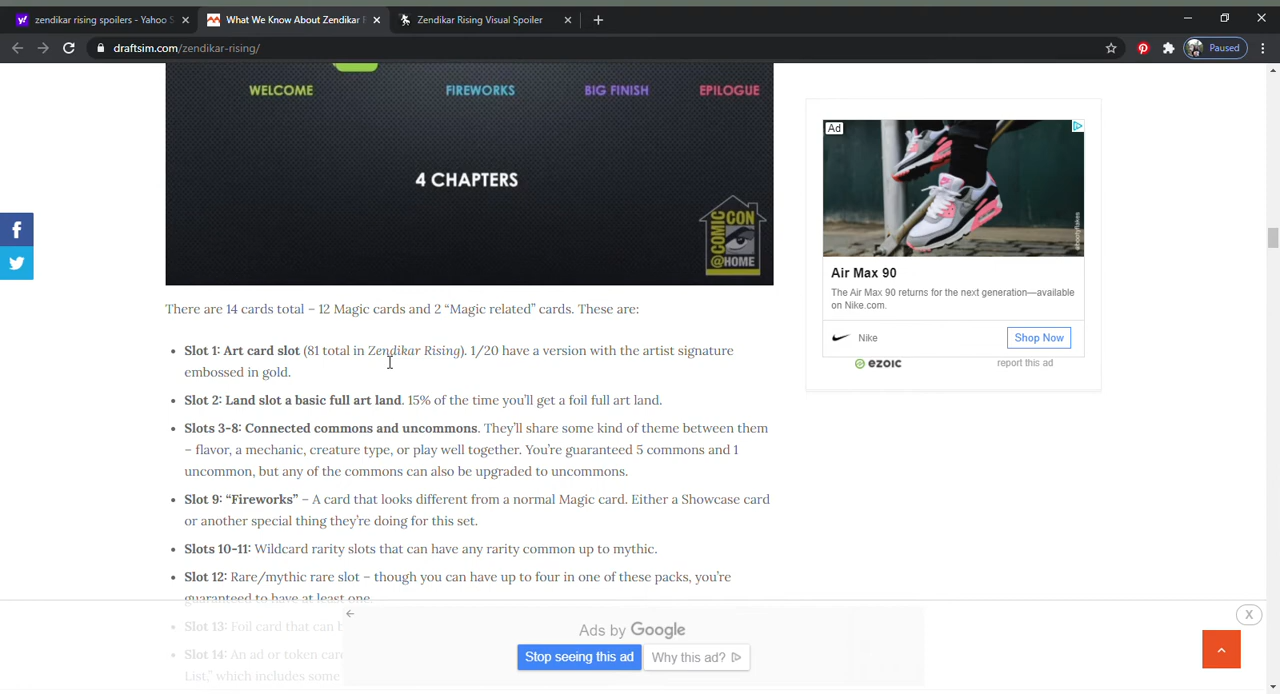 zendikar rising spoilers - Yahoo S
What We Know About Zendikar R
Zendikar Rising Visual Spoiler
draftsim.com/zendikar-rising/
Paused
WELCOME
FIREWORKS
BIG FINISH
EPILOGUE
4 CHAPTERS
COMIC CON
@HOME
There are 14 cards total – 12 Magic cards and 2 “Magic related” cards. These are:
• Slot 1: Art card slot (81 total in Zendikar Rising). 1/20 have a version with the artist signature
embossed in gold.
• Slot 2: Land slot a basic full art land. 15% of the time you’ll get a foil full art land.
• Slots 3-8: Connected commons and uncommons. They’ll share some kind of theme between them
– flavor, a mechanic, creature type, or play well together. You’re guaranteed 5 commons and 1
uncommon, but any of the commons can also be upgraded to uncommons.
• Slot 9: “Fireworks” – A card that looks different from a normal Magic card. Either a Showcase card
or another special thing they’re doing for this set.
• Slots 10-11: Wildcard rarity slots that can have any rarity common up to mythic.
• Slot 12: Rare/mythic rare slot – though you can have up to four in one of these packs, you’re
guaranteed to have at least one.
• Slot 13: Foil card that can b
• Slot 14: An ad or token card
List,” which includes some
Ad
Air Max 90
The Air Max 90 returns for the next generation—available
on Nike.com.
Nike
Shop Now
ezoic
report this ad
Ads by Google
Stop seeing this ad
Why this ad?
X